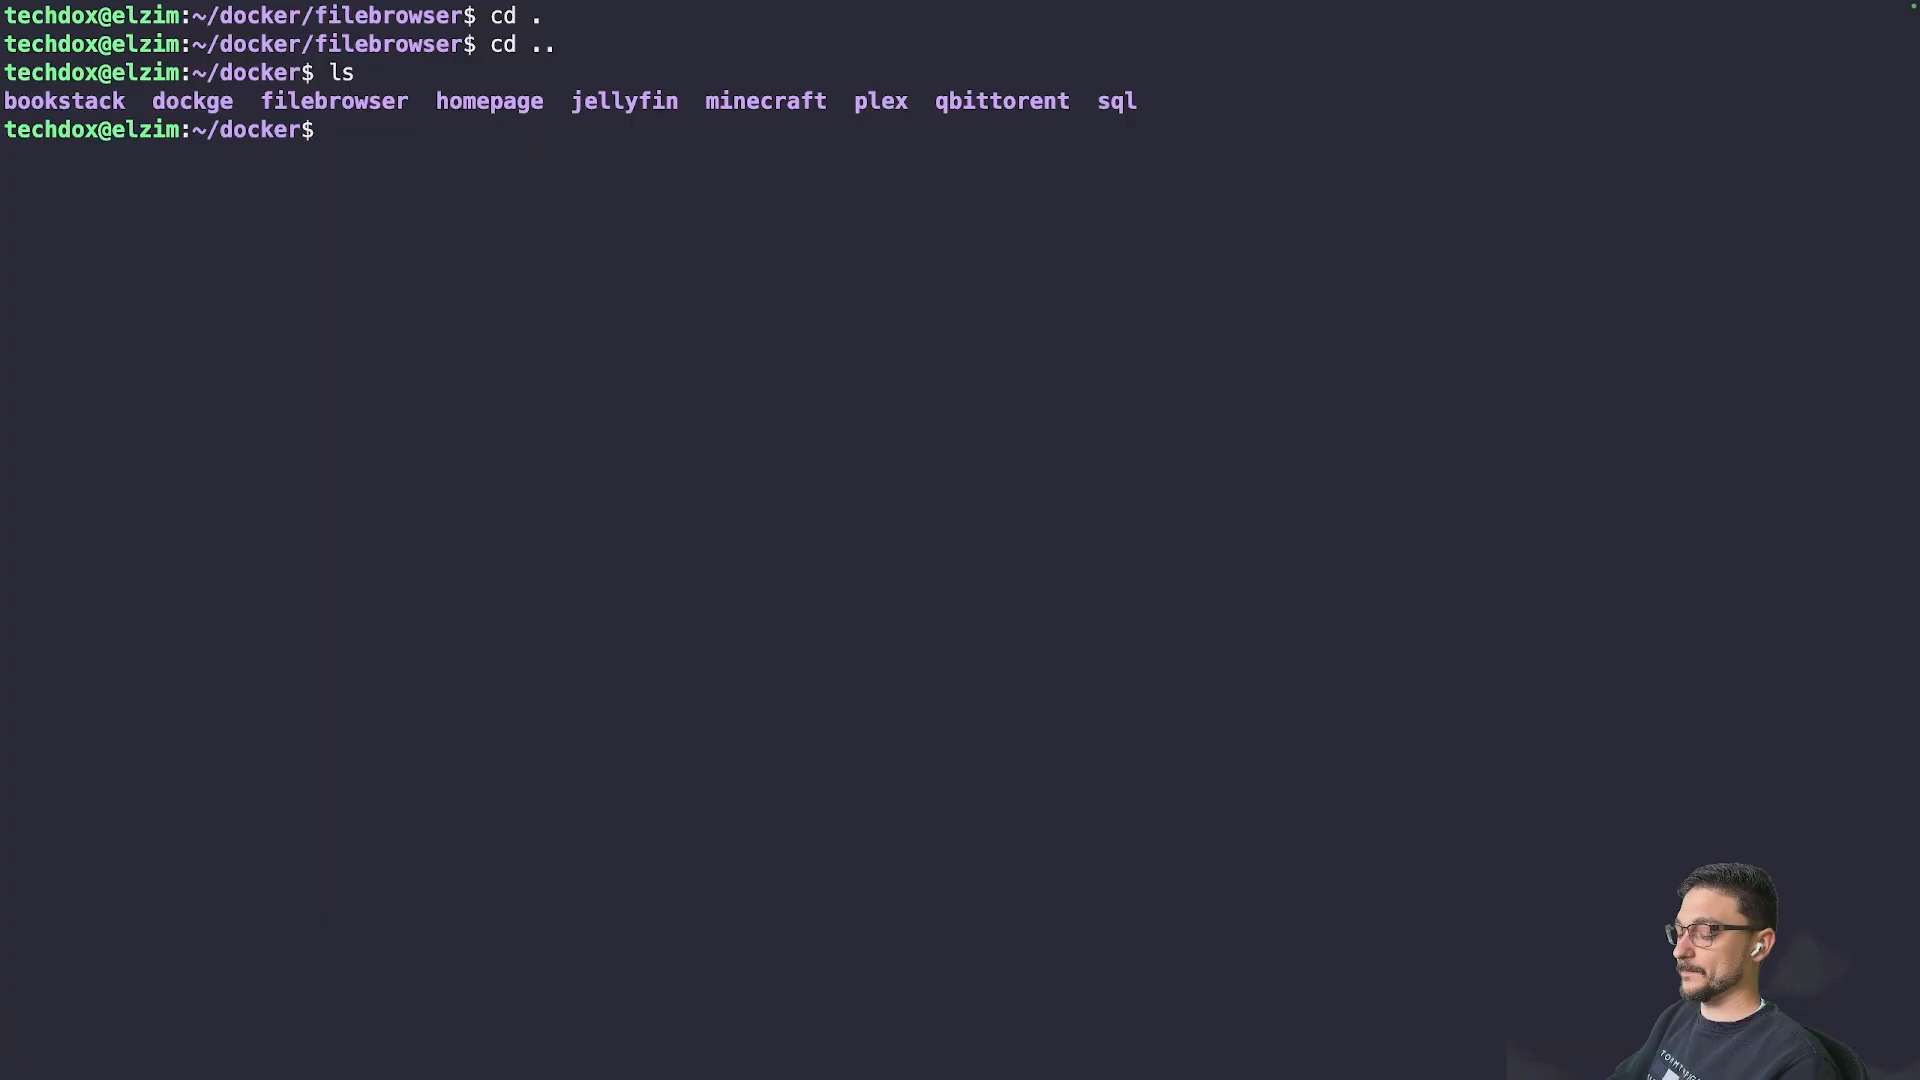 techdox@elzim:~/docker/filebrowser$ cd .
techdox@elzim:~/docker/filebrowser$ cd ..
techdox@elzim:~/docker$ ls
bookstack  dockge  filebrowser  homepage  jellyfin  minecraft  plex  qbittorent  sql
techdox@elzim:~/docker$